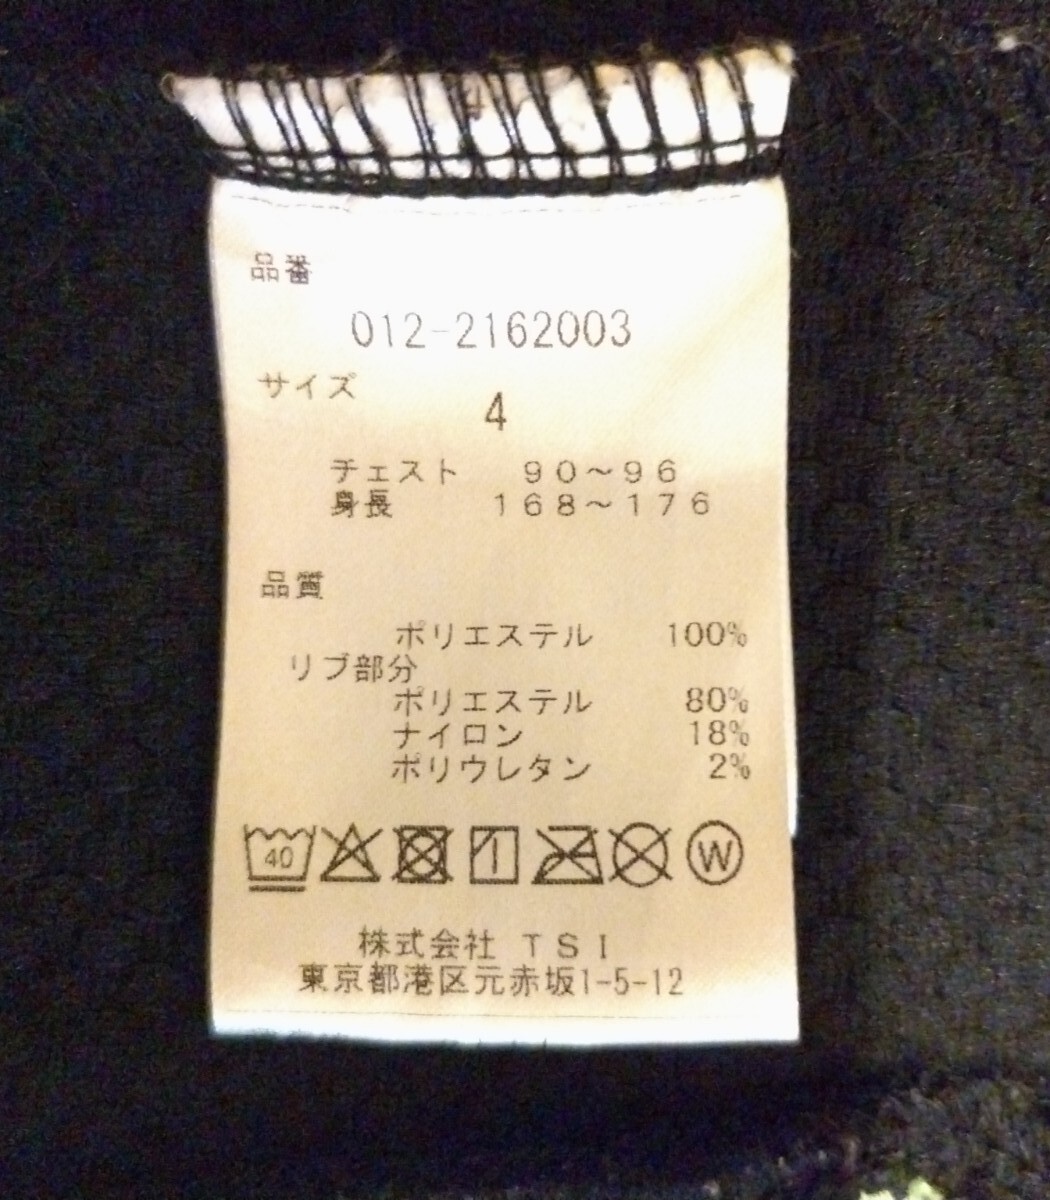 品番
012-2162003
サイズ
4
チェスト 90～96
身長 168～176
品質
ポリエステル 100%
リブ部分
ポリエステル 80%
ナイロン 18%
ポリウレタン 2%
40 W
株式会社 TSI
東京都港区元赤坂1-5-12